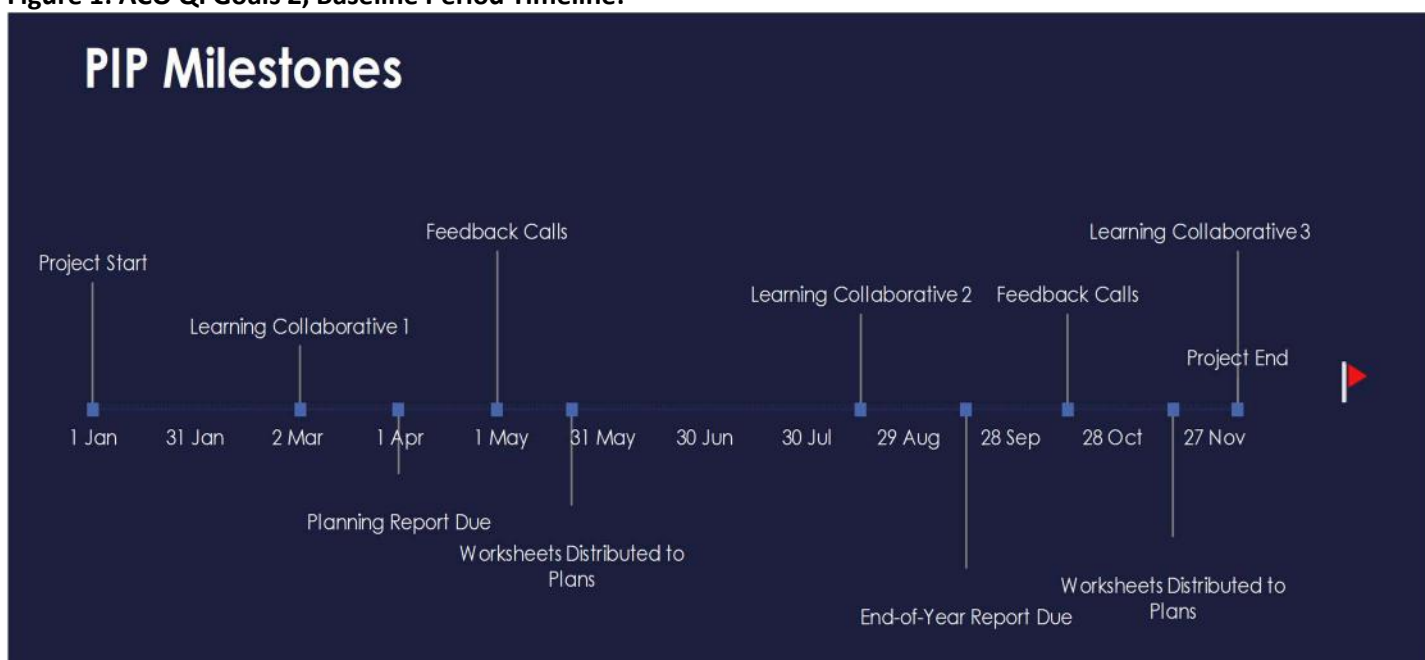 Figure 1: ACO QI Goals 2, Baseline Period Timeline.
PIP Milestones
Feedback Calls
Learning Collaborative 3
Project Start
Learning Collaborative 2
Feedback Calls
Learning Collaborative 1
Project End
1 Jan
31 Jan
2 Mar
1 Apr
1 May
31 May
30 Jun
30 Jul
29 Aug
28 Sep
28 Oct
27 Nov
Planning Report Due
Worksheets Distributed to
Plans
Worksheets Distributed to
Plans
End-of-Year Report Due